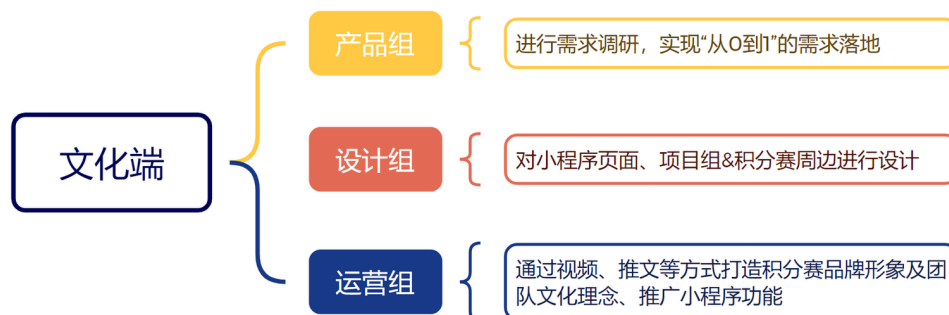 文化端
产品组
进行需求调研，实现“从0到1”的需求落地
设计组
对小程序页面、项目组&积分赛周边进行设计
运营组
通过视频、推文等方式打造积分赛品牌形象及团
队文化理念、推广小程序功能